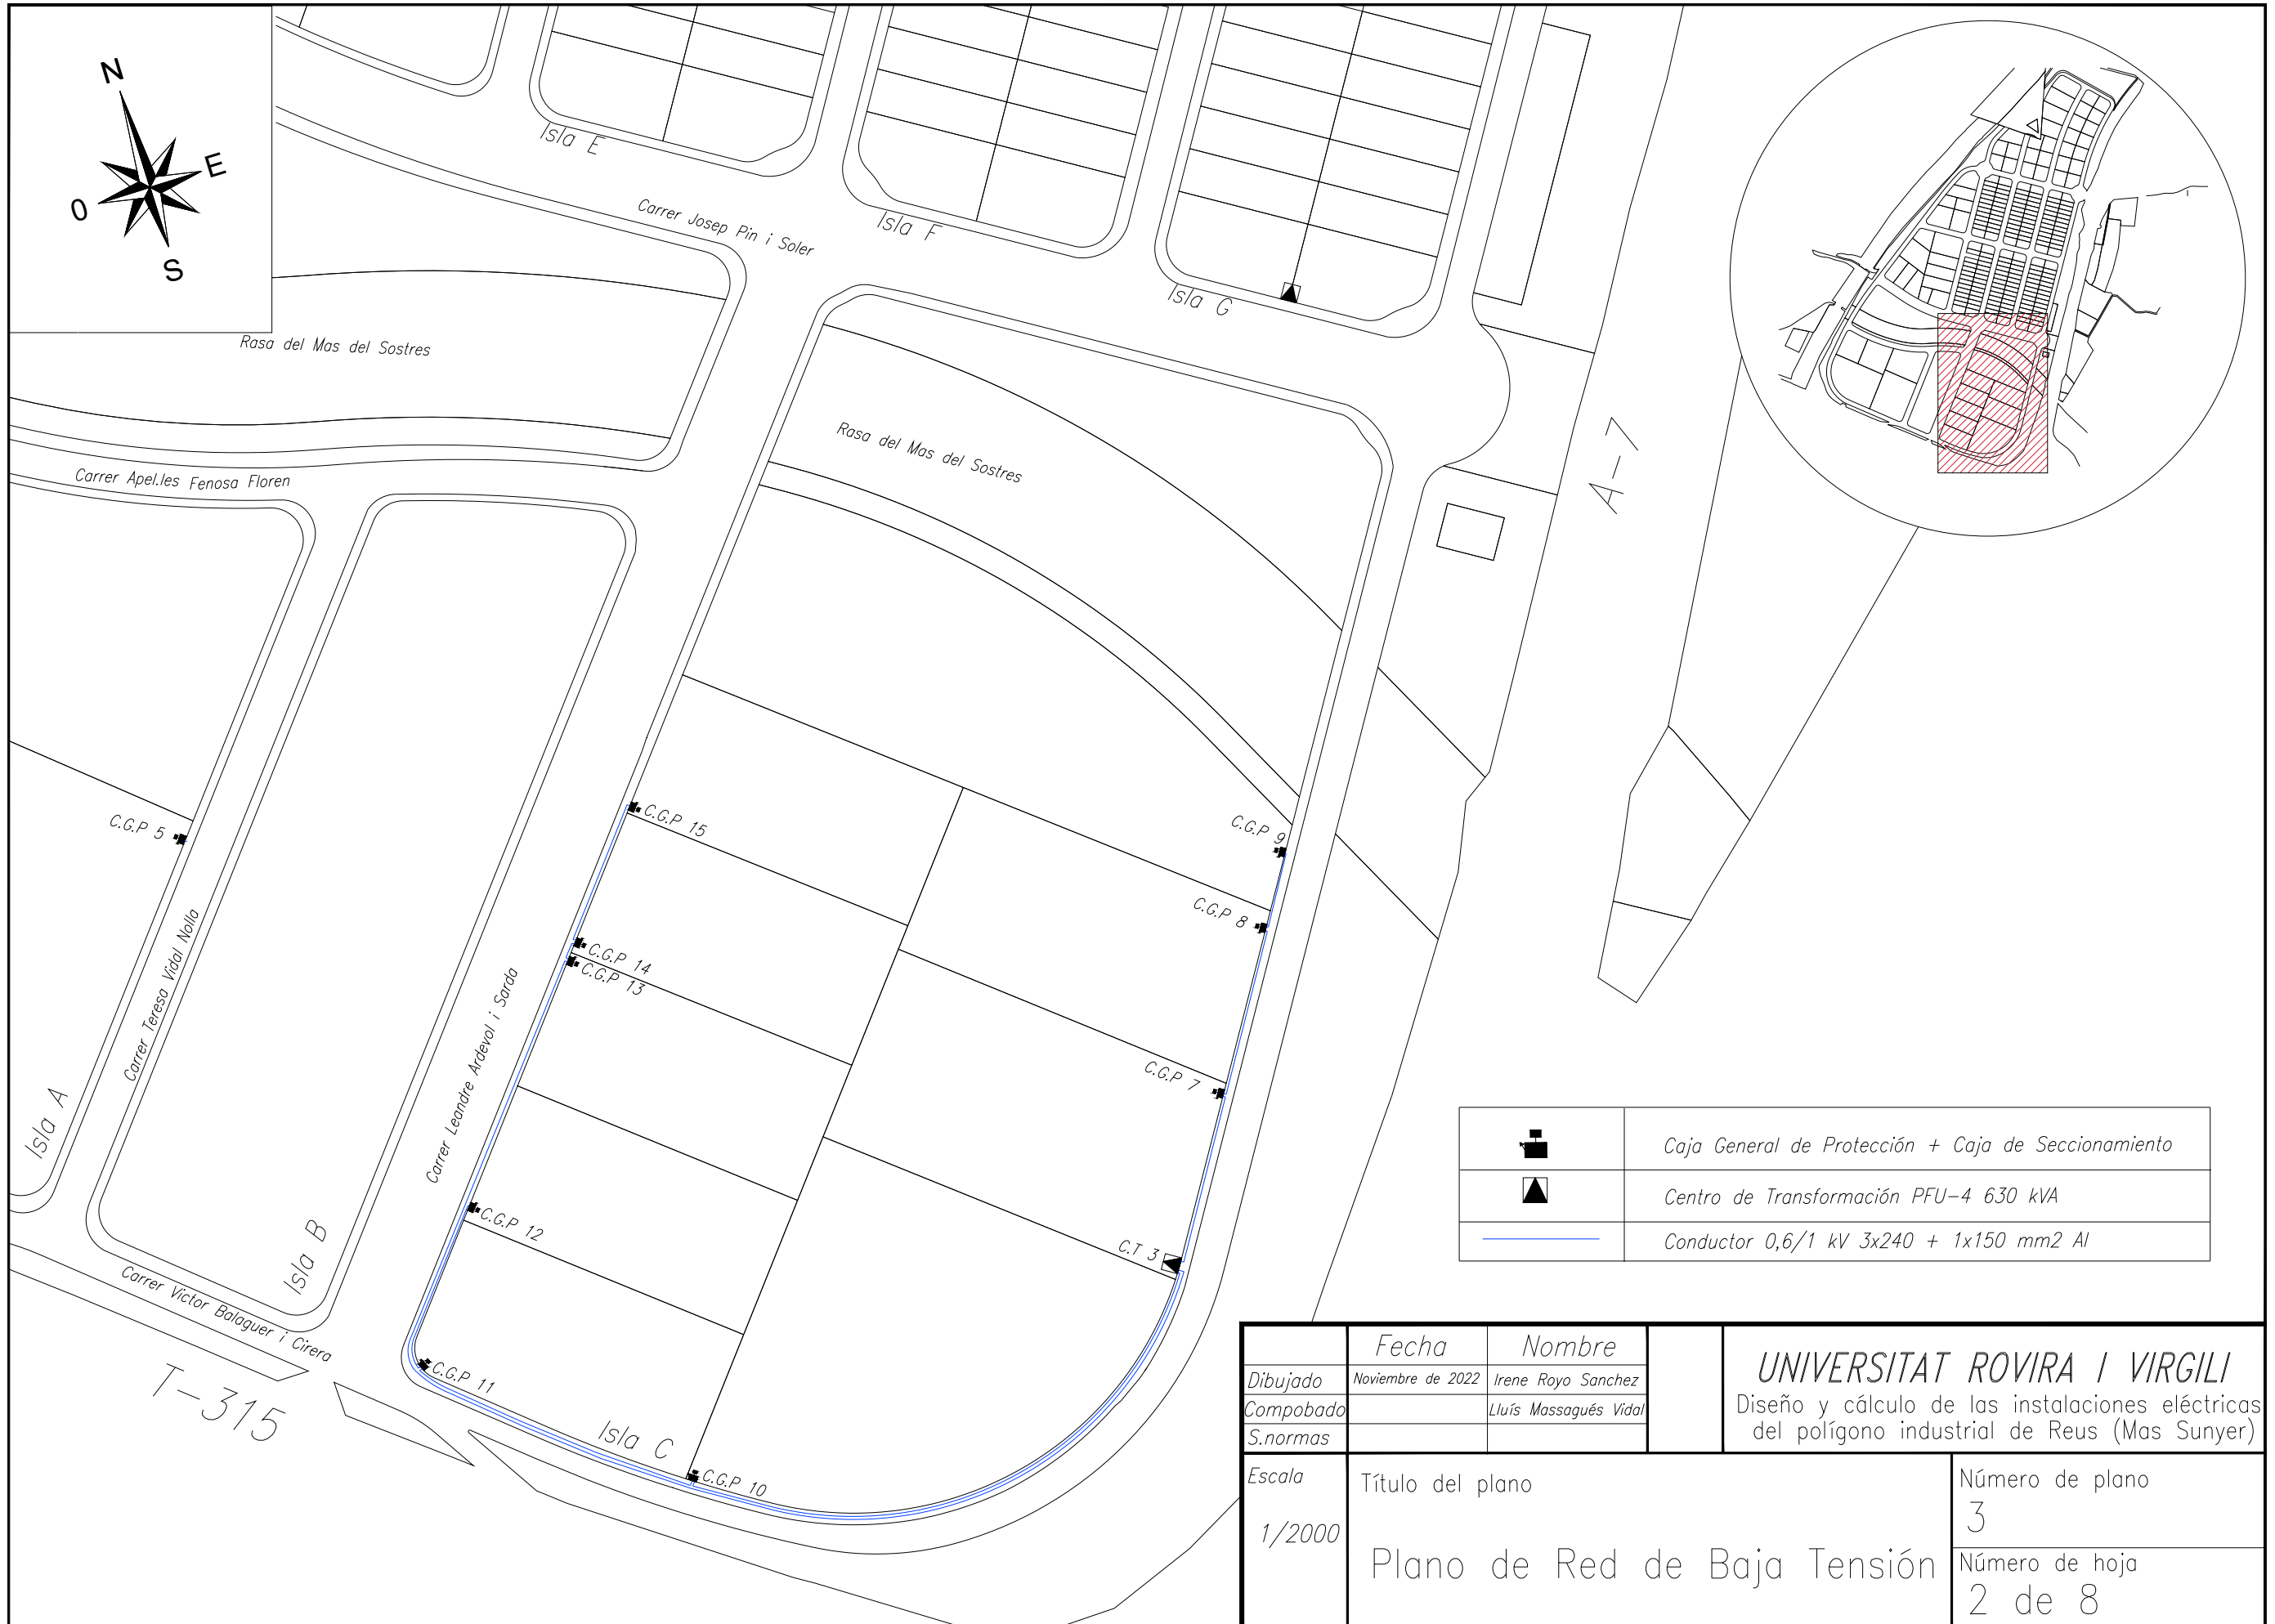 N
E
O
S
Isla E
Isla F
Isla G
Carrer Josep Pin i Soler
Rasa del Mas del Sostres
Rasa del Mas del Sostres
Carrer Apel.les Fenosa Floren
A-7
C.G.P 5
C.G.P 15
C.G.P 9
C.G.P 8
C.G.P 14
C.G.P 13
C.G.P 7
Carrer Teresa Vidal Nolla
Carrer Leandre Ardevol i Sarda
Isla A
Isla B
C.G.P 12
C.T 3
Carrer Victor Balaguer i Cirera
T-315
C.G.P 11
Isla C
C.G.P 10
Caja General de Protección + Caja de Seccionamiento
Centro de Transformación PFU-4 630 kVA
Conductor 0,6/1 kV 3x240 + 1x150 mm2 Al
Fecha Nombre
Dibujado Noviembre de 2022 Irene Royo Sanchez
Compobado Lluís Massagués Vidal
S.normas
UNIVERSITAT ROVIRA I VIRGILI
Diseño y cálculo de las instalaciones eléctricas
del polígono industrial de Reus (Mas Sunyer)
Escala
1/2000
Título del plano
Plano de Red de Baja Tensión
Número de plano
3
Número de hoja
2 de 8